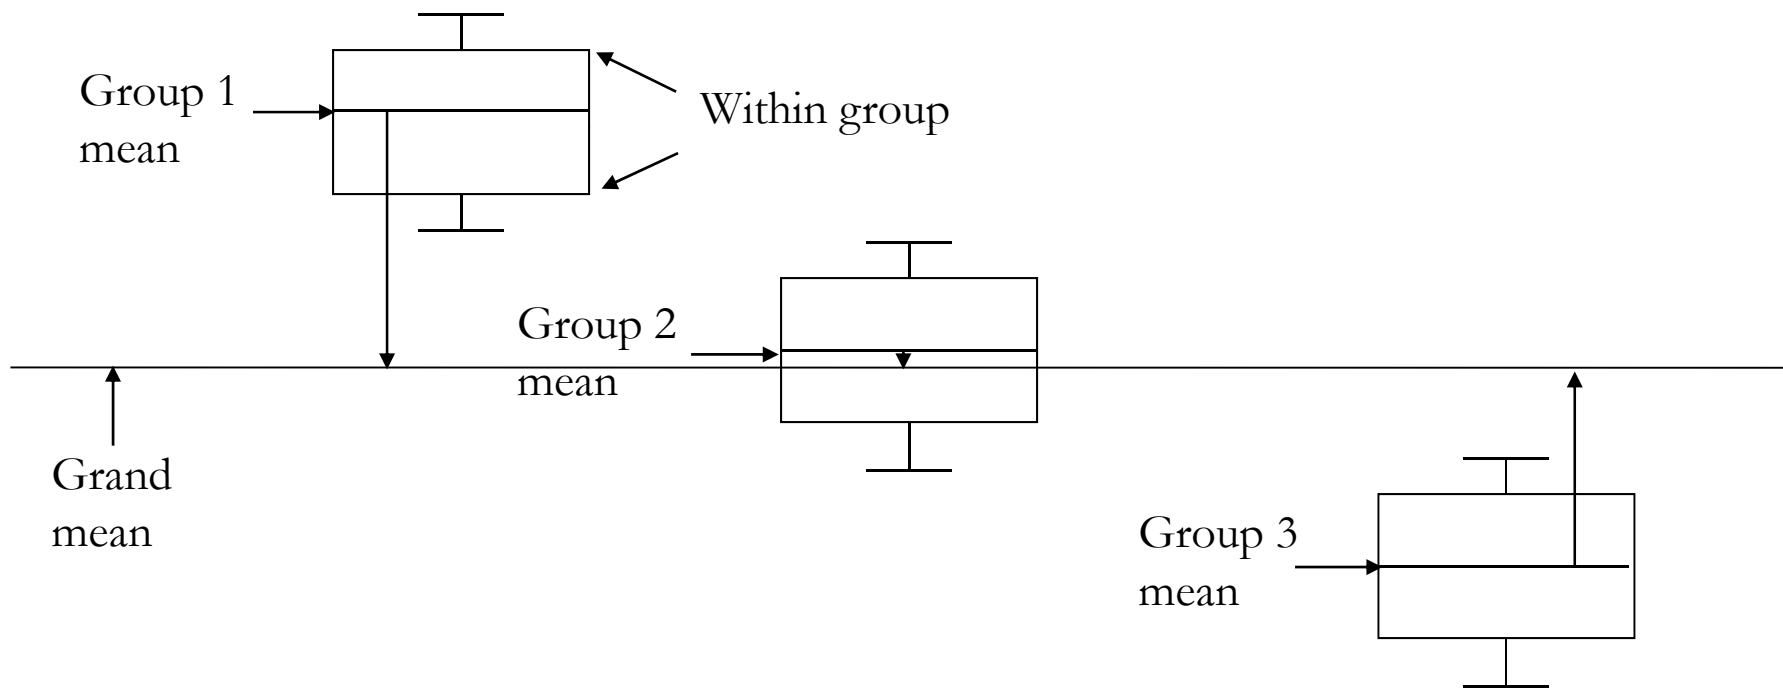 Group 1
mean
Within group
Group 2
mean
Grand
mean
Group 3
mean